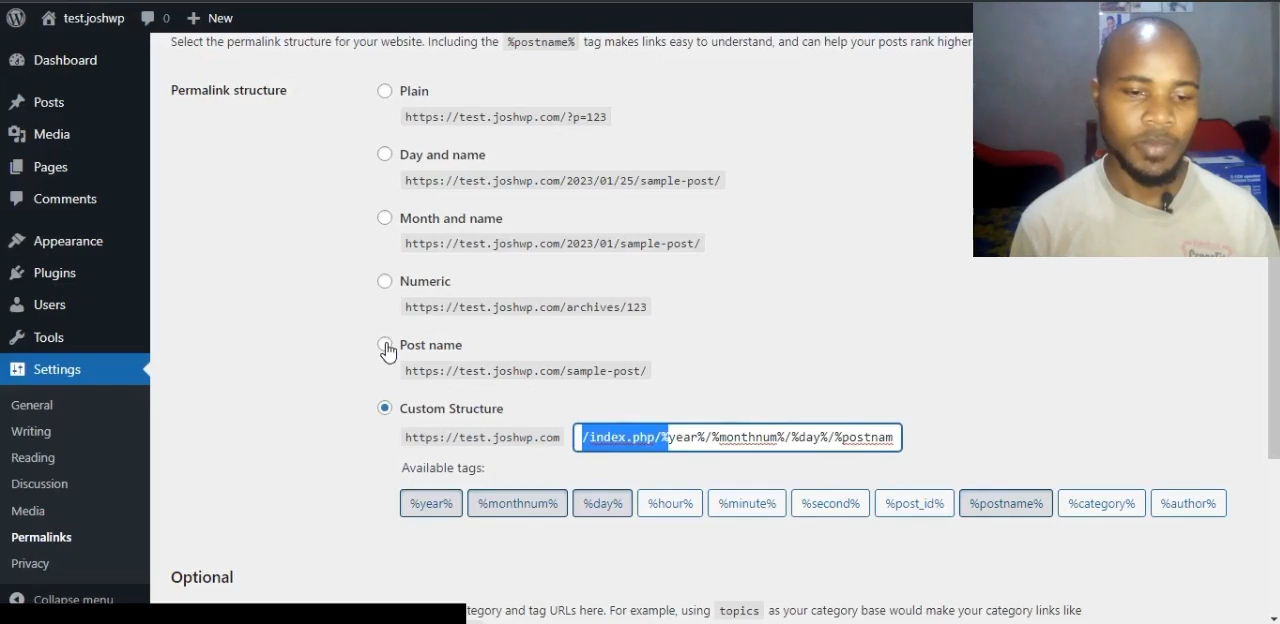 test.joshwp 0 New
Dashboard
Posts
Media
Pages
Comments
Appearance
Plugins
Users
Tools
Settings
General
Writing
Reading
Discussion
Media
Permalinks
Privacy
Collapse menu
Select the permalink structure for your website. Including the %postname% tag makes links easy to understand, and can help your posts rank higher
Permalink structure
Plain
https://test.joshwp.com/?p=123
Day and name
https://test.joshwp.com/2023/01/25/sample-post/
Month and name
https://test.joshwp.com/2023/01/sample-post/
Numeric
https://test.joshwp.com/archives/123
Post name
https://test.joshwp.com/sample-post/
Custom Structure
https://test.joshwp.com /index.php/%year%/%monthnum%/%day%/%postnam
Available tags:
%year% %monthnum% %day% %hour% %minute% %second% %post_id% %postname% %category% %author%
Optional
tegory and tag URLs here. For example, using topics as your category base would make your category links like